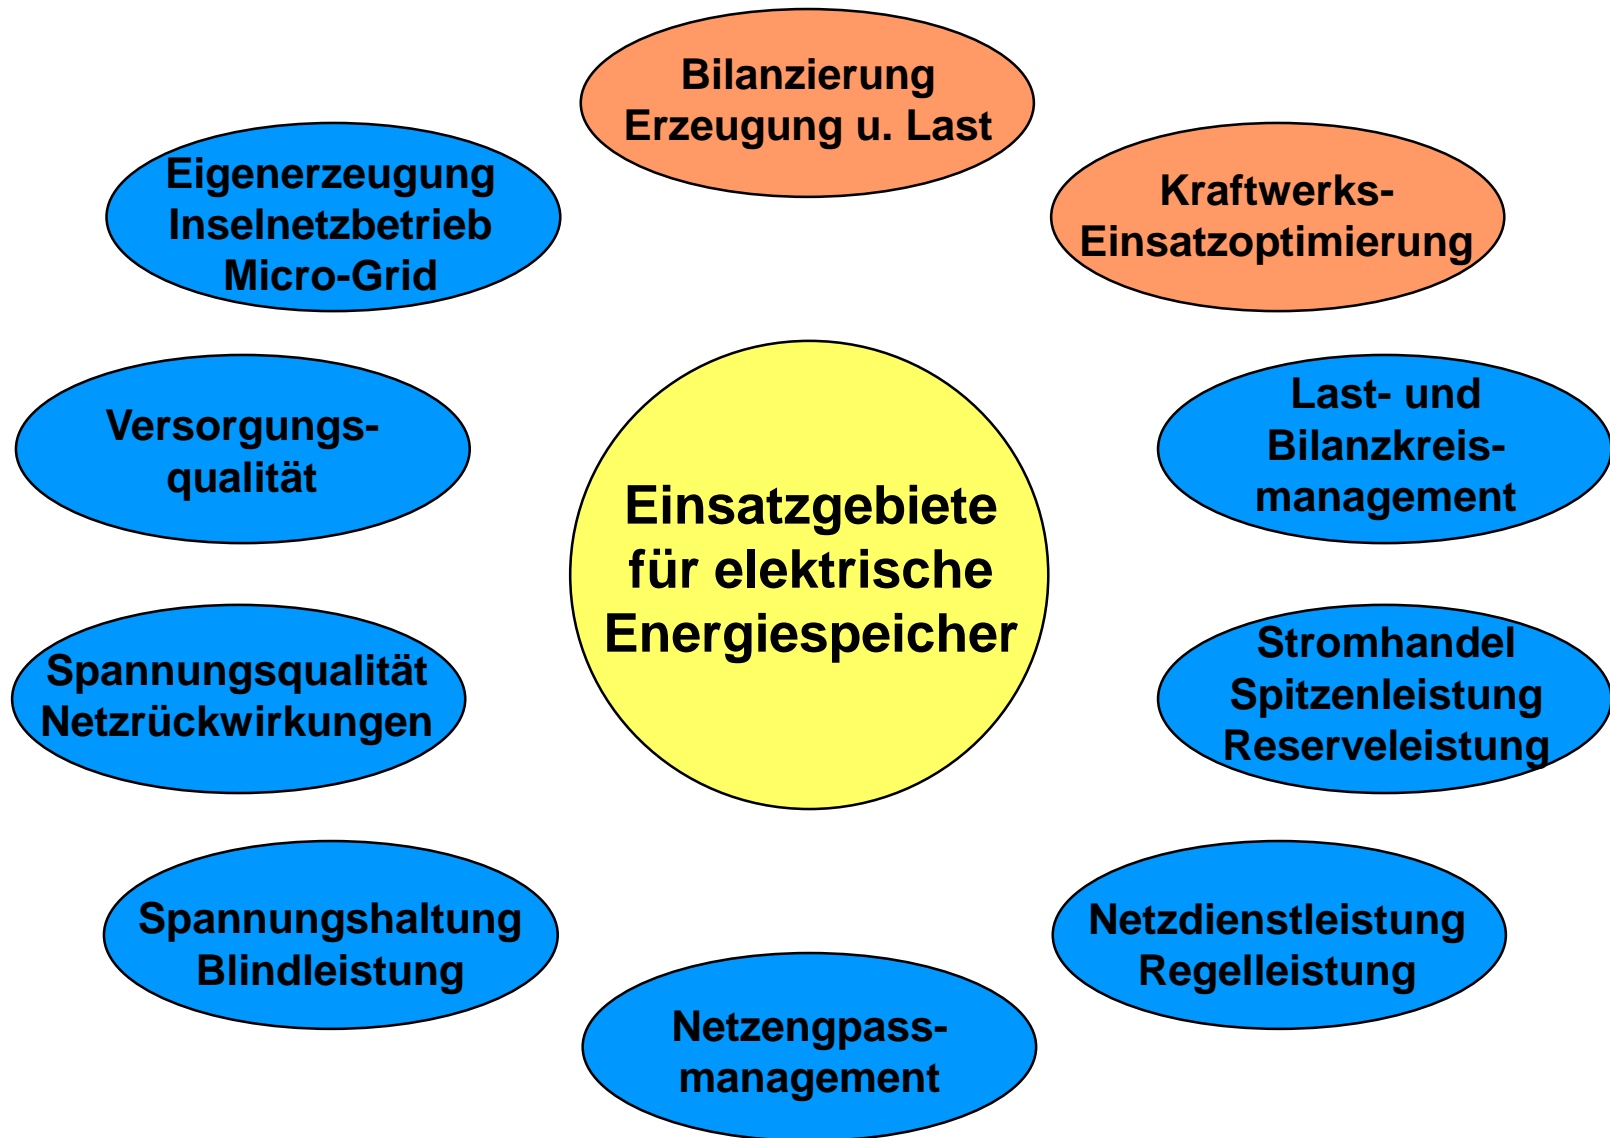 Bilanzierung
Erzeugung u. Last
Eigenerzeugung
Inselnetzbetrieb
Micro-Grid
Kraftwerks-
Einsatzoptimierung
Versorgungs-
qualität
Last- und
Bilanzkreis-
management
Einsatzgebiete
für elektrische
Energiespeicher
Spannungsqualität
Netzrückwirkungen
Stromhandel
Spitzenleistung
Reserveleistung
Spannungshaltung
Blindleistung
Netzdienstleistung
Regelleistung
Netzengpass-
management